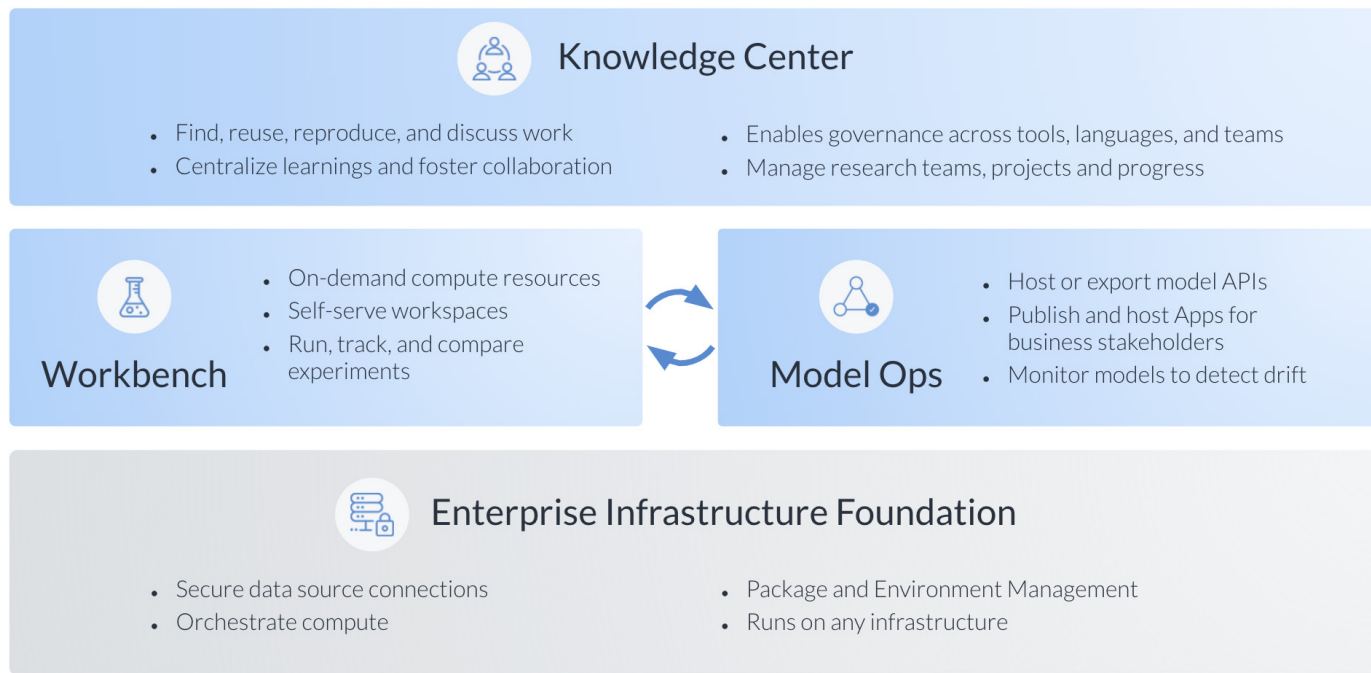 Knowledge Center
• Find, reuse, reproduce, and discuss work
• Centralize learnings and foster collaboration
• Enables governance across tools, languages, and teams
• Manage research teams, projects and progress
Workbench
• On-demand compute resources
• Self-serve workspaces
• Run, track, and compare
experiments
Model Ops
• Host or export model APIs
• Publish and host Apps for
business stakeholders
• Monitor models to detect drift
Enterprise Infrastructure Foundation
• Secure data source connections
• Orchestrate compute
• Package and Environment Management
• Runs on any infrastructure